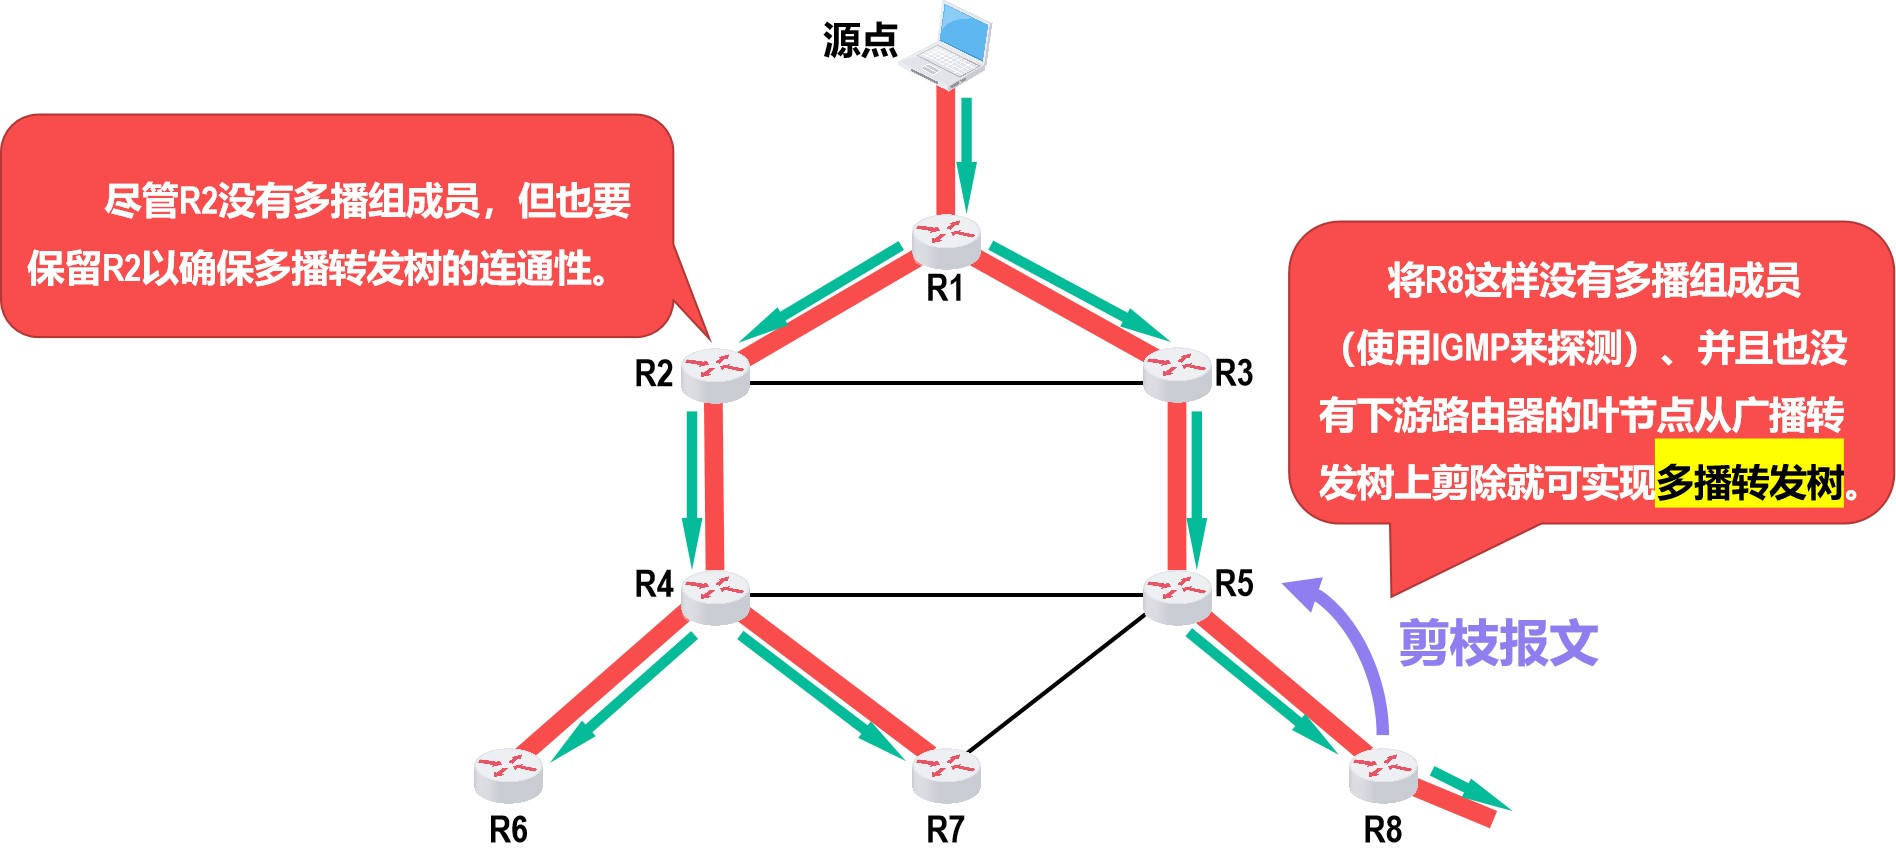 源点
尽管R2没有多播组成员，但也要
保留R2以确保多播转发树的连通性。
R1
将R8这样没有多播组成员
（使用IGMP来探测）、并且也没
有下游路由器的叶节点从广播转
发树上剪除就可实现多播转发树。
R2
R3
R4
R5
剪枝报文
R6
R7
R8